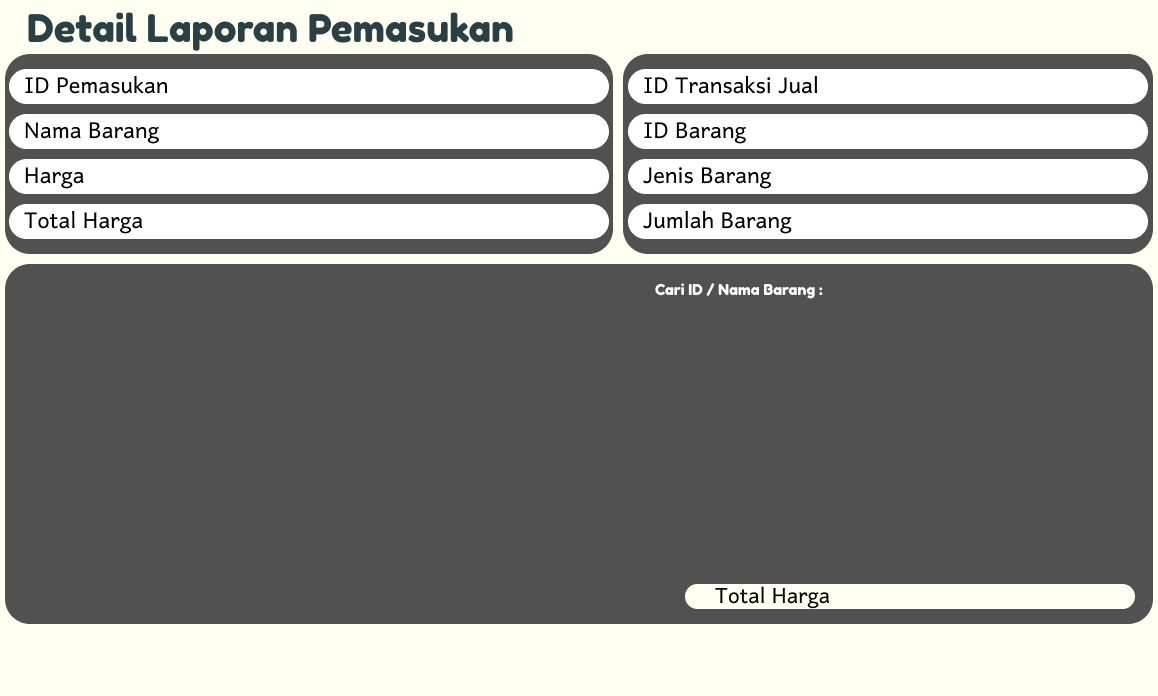 Detail Laporan Pemasukan
ID Pemasukan
Nama Barang
Harga
Total Harga
ID Transaksi Jual
ID Barang
Jenis Barang
Jumlah Barang
Cari ID / Nama Barang :
Total Harga